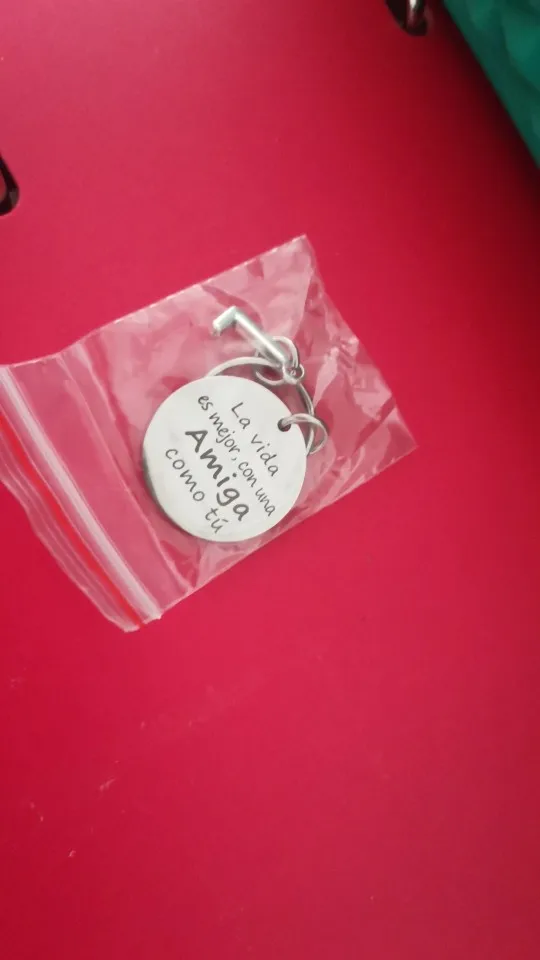 La vida
es mejor, con una
Amiga
como tú